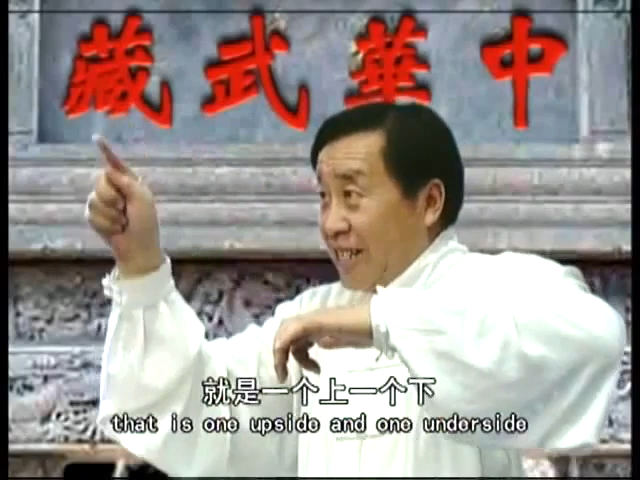 中華武藏
就是一个上一个下
that is one upside and one underside